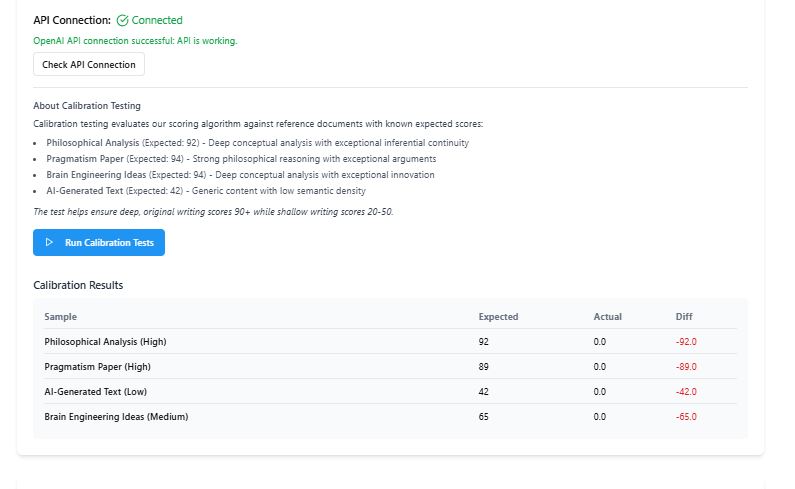 API Connection: Connected
OpenAI API connection successful: API is working.
Check API Connection
About Calibration Testing
Calibration testing evaluates our scoring algorithm against reference documents with known expected scores:
• Philosophical Analysis (Expected: 92) - Deep conceptual analysis with exceptional inferential continuity
• Pragmatism Paper (Expected: 94) - Strong philosophical reasoning with exceptional arguments
• Brain Engineering Ideas (Expected: 94) - Deep conceptual analysis with exceptional innovation
• AI-Generated Text (Expected: 42) - Generic content with low semantic density
The test helps ensure deep, original writing scores 90+ while shallow writing scores 20-50.
Run Calibration Tests
Calibration Results
Sample Expected Actual Diff
Philosophical Analysis (High) 92 0.0 -92.0
Pragmatism Paper (High) 89 0.0 -89.0
AI-Generated Text (Low) 42 0.0 -42.0
Brain Engineering Ideas (Medium) 65 0.0 -65.0